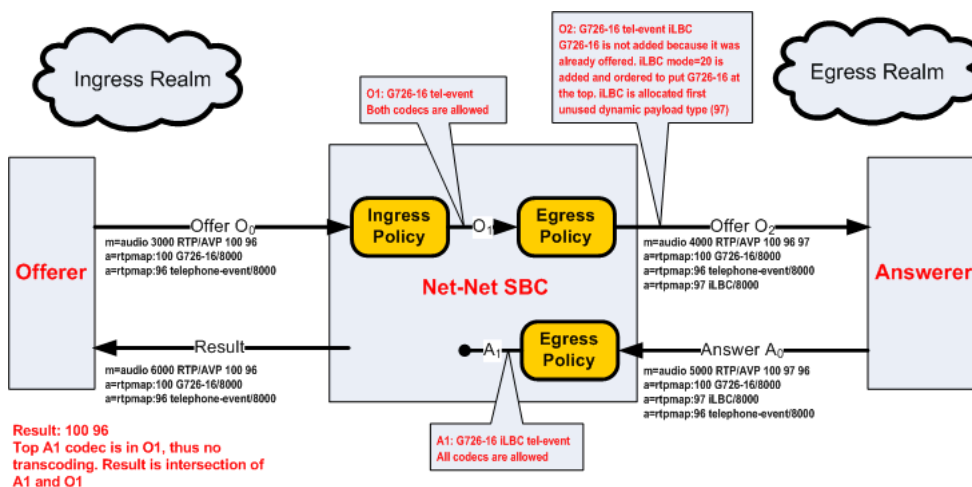 Ingress Realm
Egress Realm
O1: G726-16 tel-event
Both codecs are allowed
O2: G726-16 tel-event iLBC
G726-16 is not added because it was
already offered. iLBC mode=20 is
added and ordered to put G726-16 at
the top. iLBC is allocated first
unused dynamic payload type (97)
Offerer
Offer O0
m=audio 3000 RTP/AVP 100 96
a=rtpmap:100 G726-16/8000
a=rtpmap:96 telephone-event/8000
Ingress
Policy
O1
Egress
Policy
Net-Net SBC
Offer O2
m=audio 4000 RTP/AVP 100 96 97
a=rtpmap:100 G726-16/8000
a=rtpmap:96 telephone-event/8000
a=rtpmap:97 iLBC/8000
Answerer
Result
m=audio 6000 RTP/AVP 100 96
a=rtpmap:100 G726-16/8000
a=rtpmap:96 telephone-event/8000
A1
Egress
Policy
Answer A0
m=audio 5000 RTP/AVP 100 97 96
a=rtpmap:100 G726-16/8000
a=rtpmap:97 iLBC/8000
a=rtpmap:96 telephone-event/8000
A1: G726-16 iLBC tel-event
All codecs are allowed
Result: 100 96
Top A1 codec is in O1, thus no
transcoding. Result is intersection of
A1 and O1